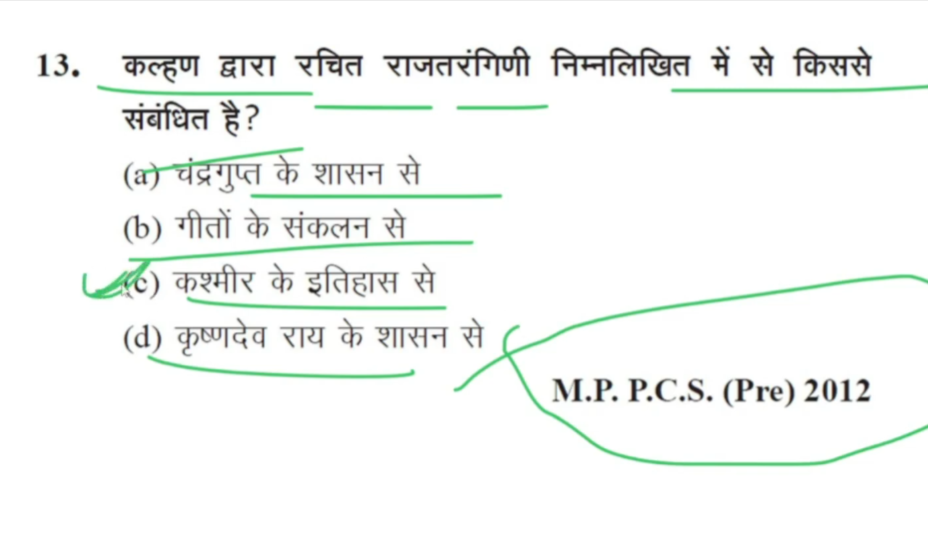 13. कल्हण द्वारा रचित राजतरंगिणी निम्नलिखित में से किससे
संबंधित है?
(a) चंद्रगुप्त के शासन से
(b) गीतों के संकलन से
(c) कश्मीर के इतिहास से
(d) कृष्णदेव राय के शासन से
M.P. P.C.S. (Pre) 2012